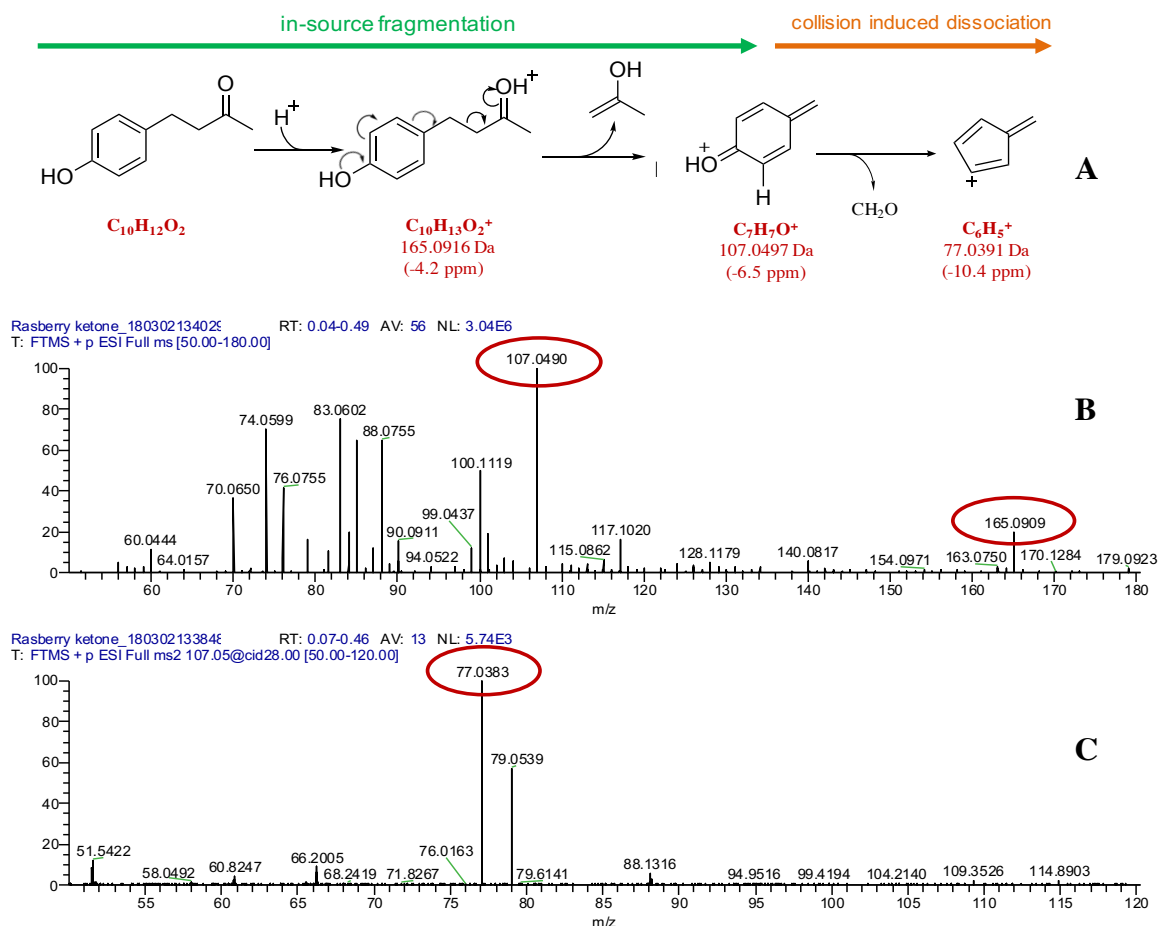 in-source fragmentation
collision induced dissociation
O
HO
H+
OH+
HO
OH
HO
+
H
CH2O
+
A
C10H12O2
C10H13O2+
165.0916 Da
(-4.2 ppm)
C7H7O+
107.0497 Da
(-6.5 ppm)
C6H5+
77.0391 Da
(-10.4 ppm)
Rasberry ketone_180302134029 RT: 0.04-0.49 AV: 56 NL: 3.04E6
T: FTMS + p ESI Full ms [50.00-180.00]
B
100
80
60
40
20
0
107.0490
83.0602
74.0599
88.0755
100.1119
76.0755
70.0650
99.0437
90.0911
60.0444
64.0157
94.0522
117.1020
115.0862
128.1179
140.0817
154.0971
165.0909
163.0750
170.1284
179.0923
60 70 80 90 100 110 120 130 140 150 160 170 180
m/z
Rasberry ketone_180302133848 RT: 0.07-0.46 AV: 13 NL: 5.74E3
T: FTMS + p ESI Full ms2 107.05@cid28.00 [50.00-120.00]
C
100
80
60
40
20
0
77.0383
79.0539
51.5422
58.0492
60.8247
66.2005
68.2419
71.8267
76.0163
79.6141
88.1316
94.9516
99.4194
104.2140
109.3526
114.8903
55 60 65 70 75 80 85 90 95 100 105 110 115 120
m/z